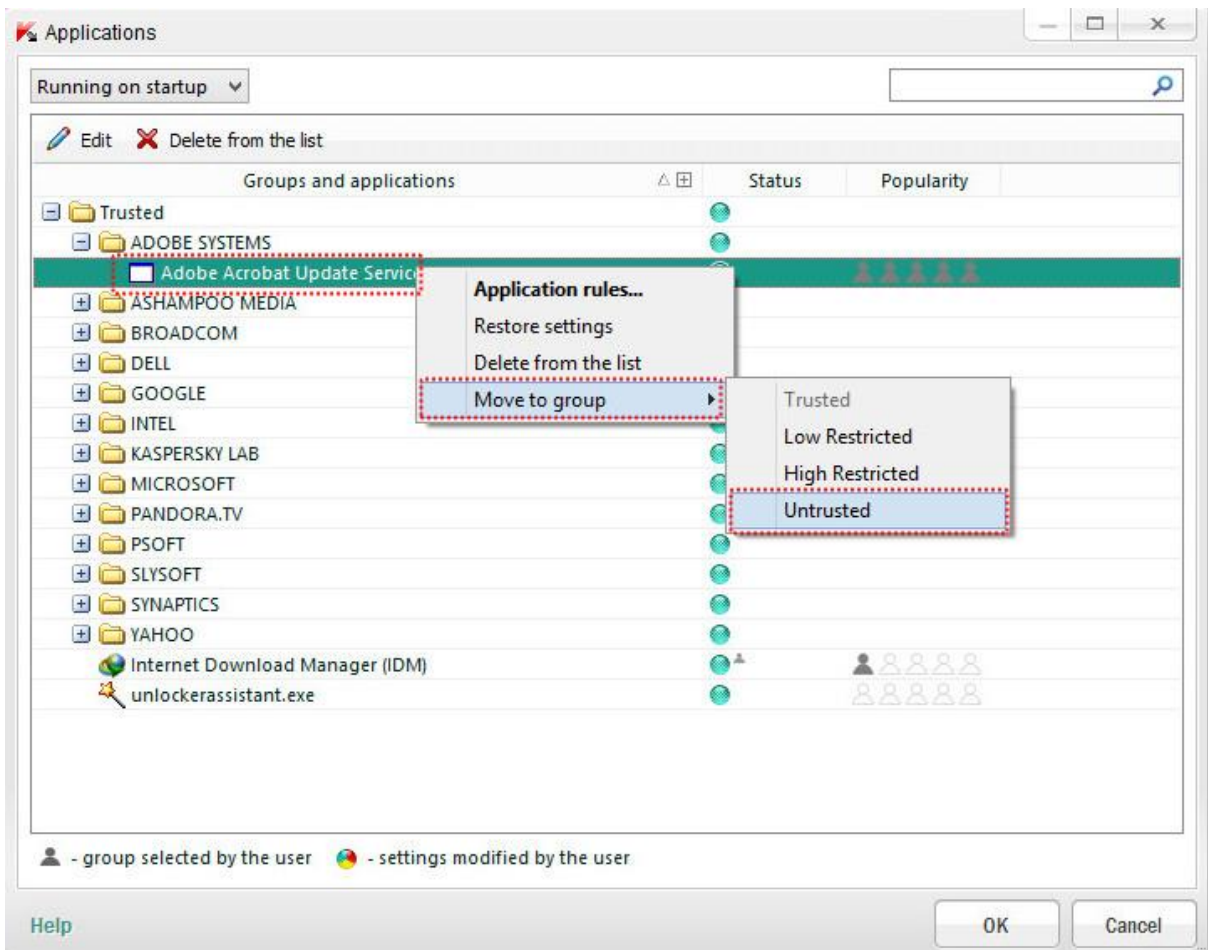 Applications
Running on startup
Edit Delete from the list
Groups and applications Status Popularity
Trusted
ADOBE SYSTEMS
Adobe Acrobat Update Service
Application rules...
Restore settings
Delete from the list
Move to group
Trusted
Low Restricted
High Restricted
Untrusted
ASHAMPOO MEDIA
BROADCOM
DELL
GOOGLE
INTEL
KASPERSKY LAB
MICROSOFT
PANDORA.TV
PSOFT
SLYSOFT
SYNAPTICS
YAHOO
Internet Download Manager (IDM)
unlockerassistant.exe
- group selected by the user - settings modified by the user
Help OK Cancel